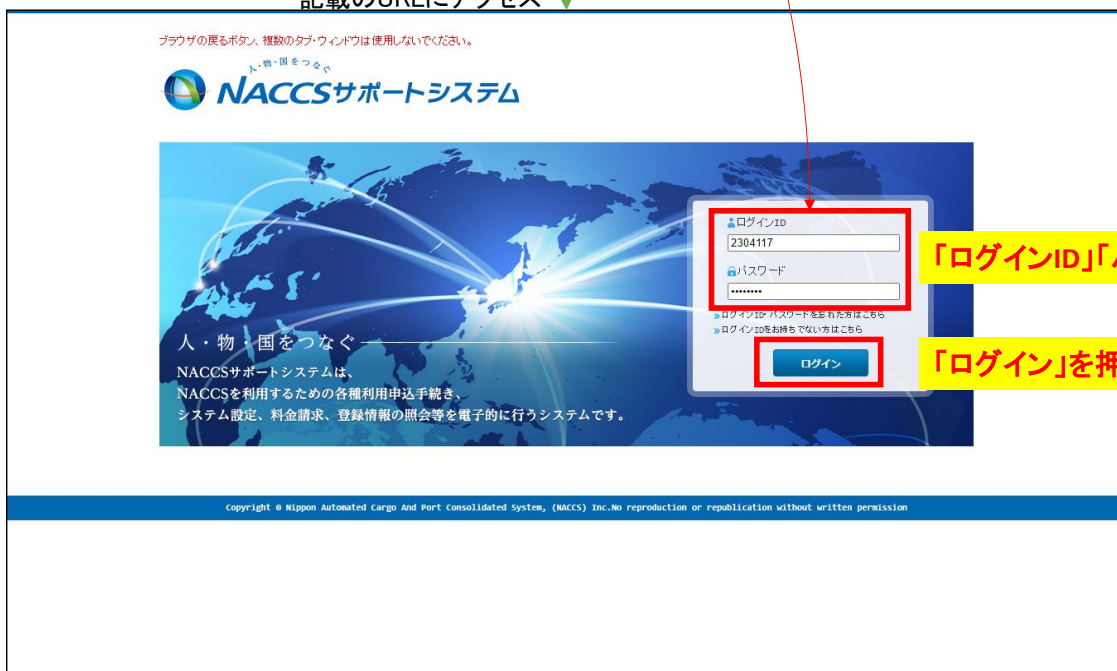 記載のURLにアクセス
ブラウザの戻るボタン、複数のタブ・ウィンドウは使用しないでください。
人・物・国をつなぐ
NACCSサポートシステム
ログインID
2304117
「ログインID」「パ
パスワード
••••••••
»ログインID・パスワードを忘れた方はこちら
»ログインIDをお持ちでない方はこちら
ログイン
「ログイン」を押
人・物・国をつなぐ
NACCSサポートシステムは、
NACCSを利用するための各種利用申込手続き、
システム設定、料金請求、登録情報の照会等を電子的に行うシステムです。
Copyright © Nippon Automated Cargo And Port Consolidated System, (NACCS) Inc.No reproduction or republication without written permission